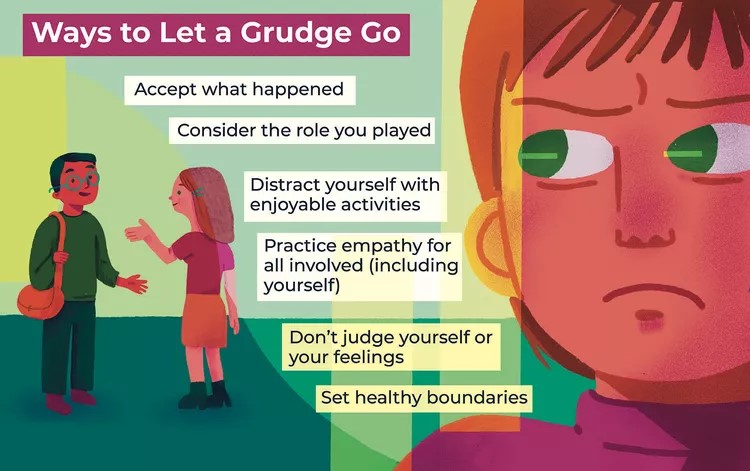 Ways to Let a Grudge Go
Accept what happened
Consider the role you played
Distract yourself with
enjoyable activities
Practice empathy for
all involved (including
yourself)
Don’t judge yourself or
your feelings
Set healthy boundaries